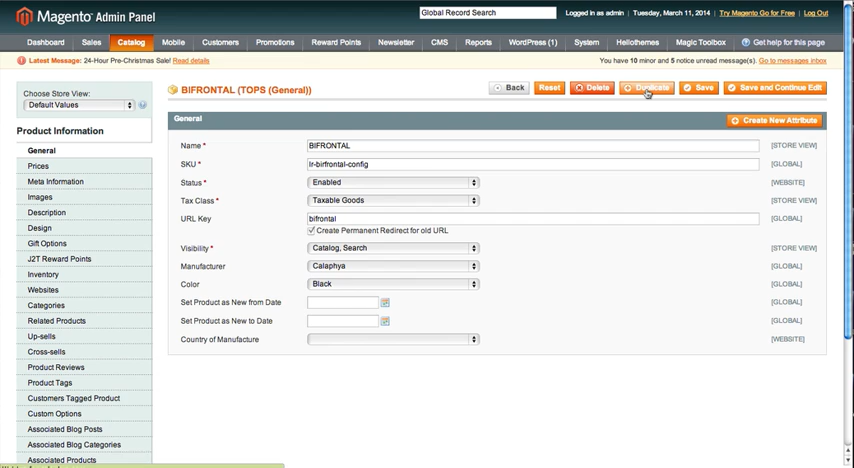 Magento Admin Panel
Global Record Search
Logged in as admin | Tuesday, March 11, 2014 | Try Magento Go for Free | Log Out
Dashboard Sales Catalog Mobile Customers Promotions Reward Points Newsletter CMS Reports WordPress (1) System Hellothemes Magic Toolbox Get help for this page
Latest Message: 24-Hour Pre-Christmas Sale! Read details
You have 10 minor and 5 notice unread message(s). Go to messages inbox
Choose Store View:
Default Values
Product Information
General
Prices
Meta Information
Images
Description
Design
Gift Options
J2T Reward Points
Inventory
Websites
Categories
Related Products
Up-sells
Cross-sells
Product Reviews
Product Tags
Customers Tagged Product
Custom Options
Associated Blog Posts
Associated Blog Categories
Associated Products
BIFRONTAL (TOPS (General))
Back Reset Delete Duplicate Save Save and Continue Edit
General
Create New Attribute
Name * BIFRONTAL [STORE VIEW]
SKU * lr-birfrontal-config [GLOBAL]
Status * Enabled [WEBSITE]
Tax Class * Taxable Goods [STORE VIEW]
URL Key bifrontal [GLOBAL]
Create Permanent Redirect for old URL
Visibility * Catalog, Search [STORE VIEW]
Manufacturer Calaphya [GLOBAL]
Color Black [GLOBAL]
Set Product as New from Date [GLOBAL]
Set Product as New to Date [GLOBAL]
Country of Manufacture [WEBSITE]